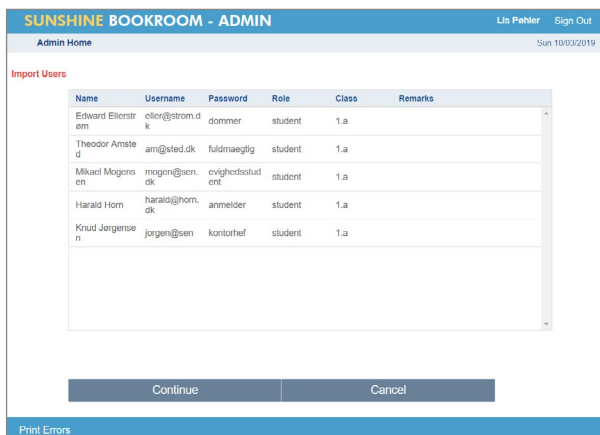 SUNSHINE BOOKROOM - ADMIN
Lis Pøhler Sign Out
Admin Home
Sun 10/03/2019
Import Users
Name Username Password Role Class Remarks
Edward Ellerstr
øm
eller@strom.d
k
dommer student 1.a
Theodor Amste
d
am@sted.dk fuldmaegtig student 1.a
Mikael Mogens
en
mogen@sen.
dk
evighedsstud
ent
student 1.a
Harald Horn
harald@horn.
dk
anmelder student 1.a
Knud Jørgense
n
jorgen@sen kontorhef student 1.a
Continue Cancel
Print Errors